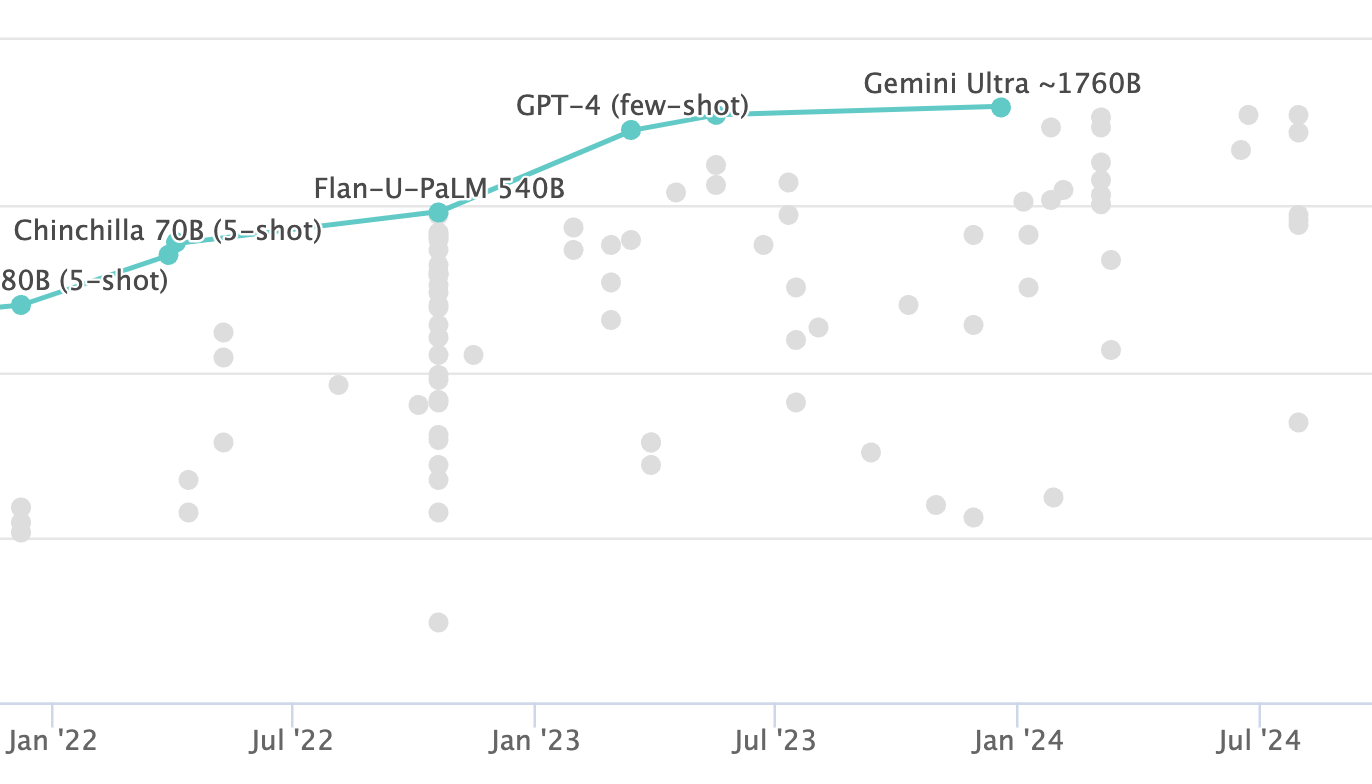 Gemini Ultra ~1760B
GPT-4 (few-shot)
Flan-U-PaLM 540B
Chinchilla 70B (5-shot)
80B (5-shot)
Jan '22
Jul '22
Jan '23
Jul '23
Jan '24
Jul '24